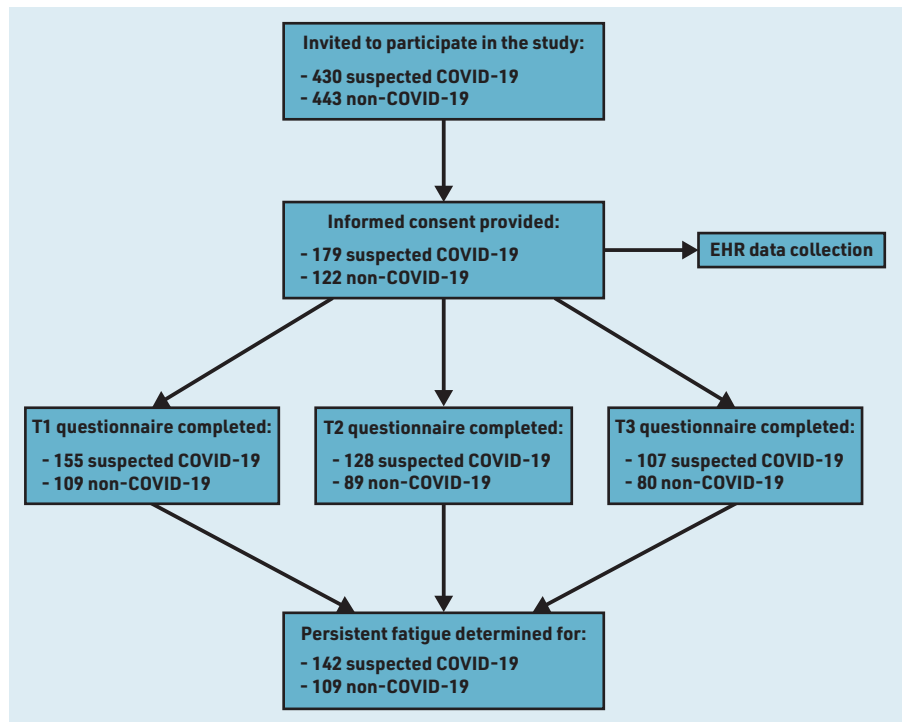 Invited to participate in the study:
- 430 suspected COVID-19
- 443 non-COVID-19
Informed consent provided:
- 179 suspected COVID-19
- 122 non-COVID-19
EHR data collection
T1 questionnaire completed:
- 155 suspected COVID-19
- 109 non-COVID-19
T2 questionnaire completed:
- 128 suspected COVID-19
- 89 non-COVID-19
T3 questionnaire completed:
- 107 suspected COVID-19
- 80 non-COVID-19
Persistent fatigue determined for:
- 142 suspected COVID-19
- 109 non-COVID-19